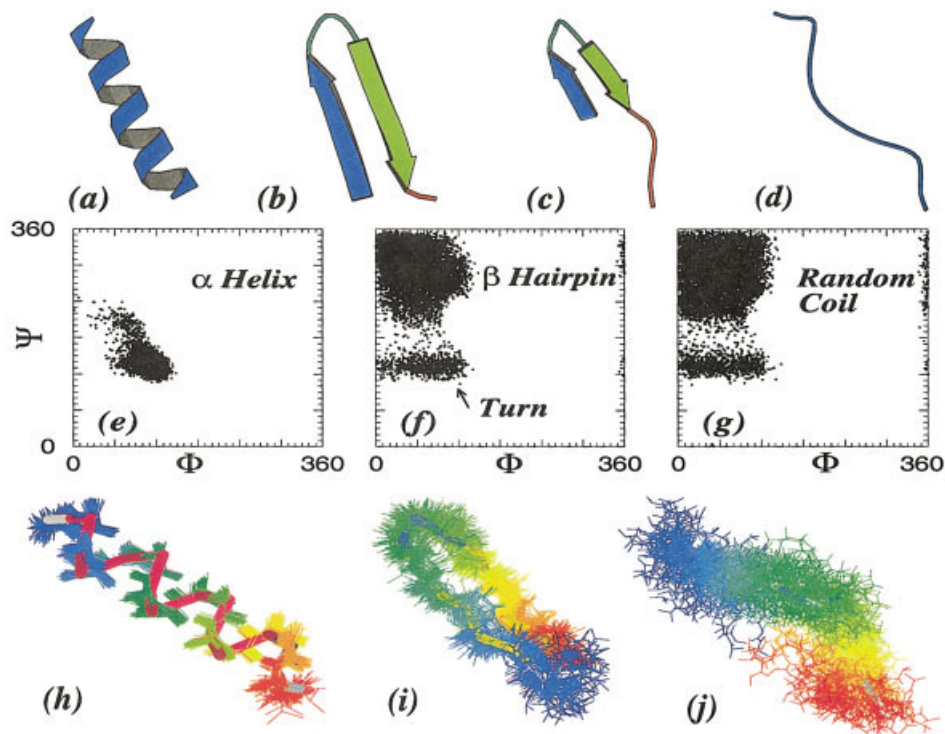 (a) (b) (c) (d)
360
α Helix
β Hairpin
Random
Coil
Ψ
(e) (f) (g)
Turn
0
0 Φ 360 0 Φ 360 0 Φ 360
(h) (i) (j)